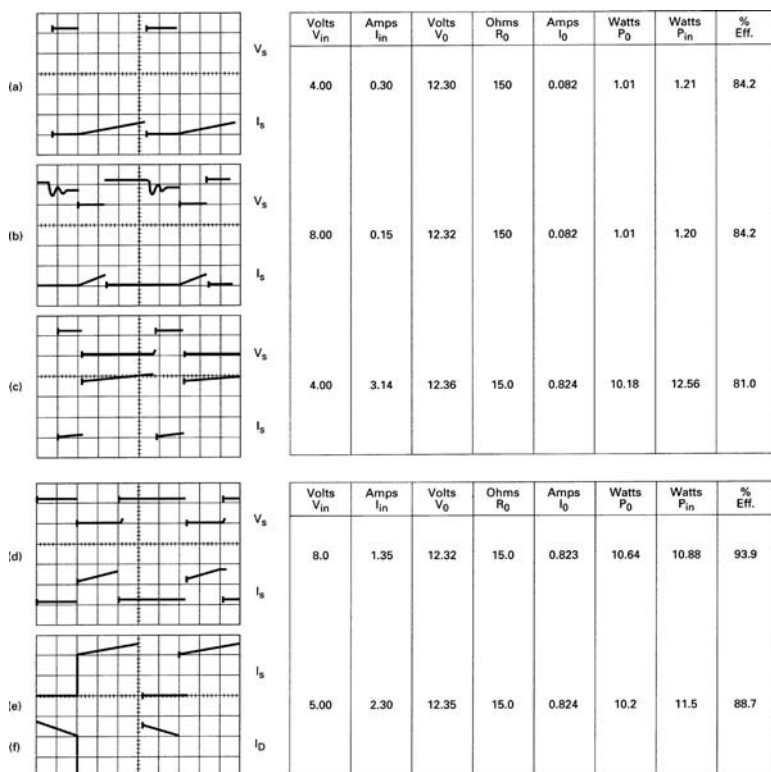 Volts Amps Volts Ohms Amps Watts Watts %
Vin Iin V0 R0 I0 P0 Pin Eff.
Vs
(a) 4.00 0.30 12.30 150 0.082 1.01 1.21 84.2
Is
Vs
(b) 8.00 0.15 12.32 150 0.082 1.01 1.20 84.2
Is
Vs
(c) 4.00 3.14 12.36 15.0 0.824 10.18 12.56 81.0
Is
Volts Amps Volts Ohms Amps Watts Watts %
Vin Iin V0 R0 I0 P0 Pin Eff.
Vs
(d) 8.0 1.35 12.32 15.0 0.823 10.64 10.88 93.9
Is
Is
(e) 5.00 2.30 12.35 15.0 0.824 10.2 11.5 88.7
(f) ID